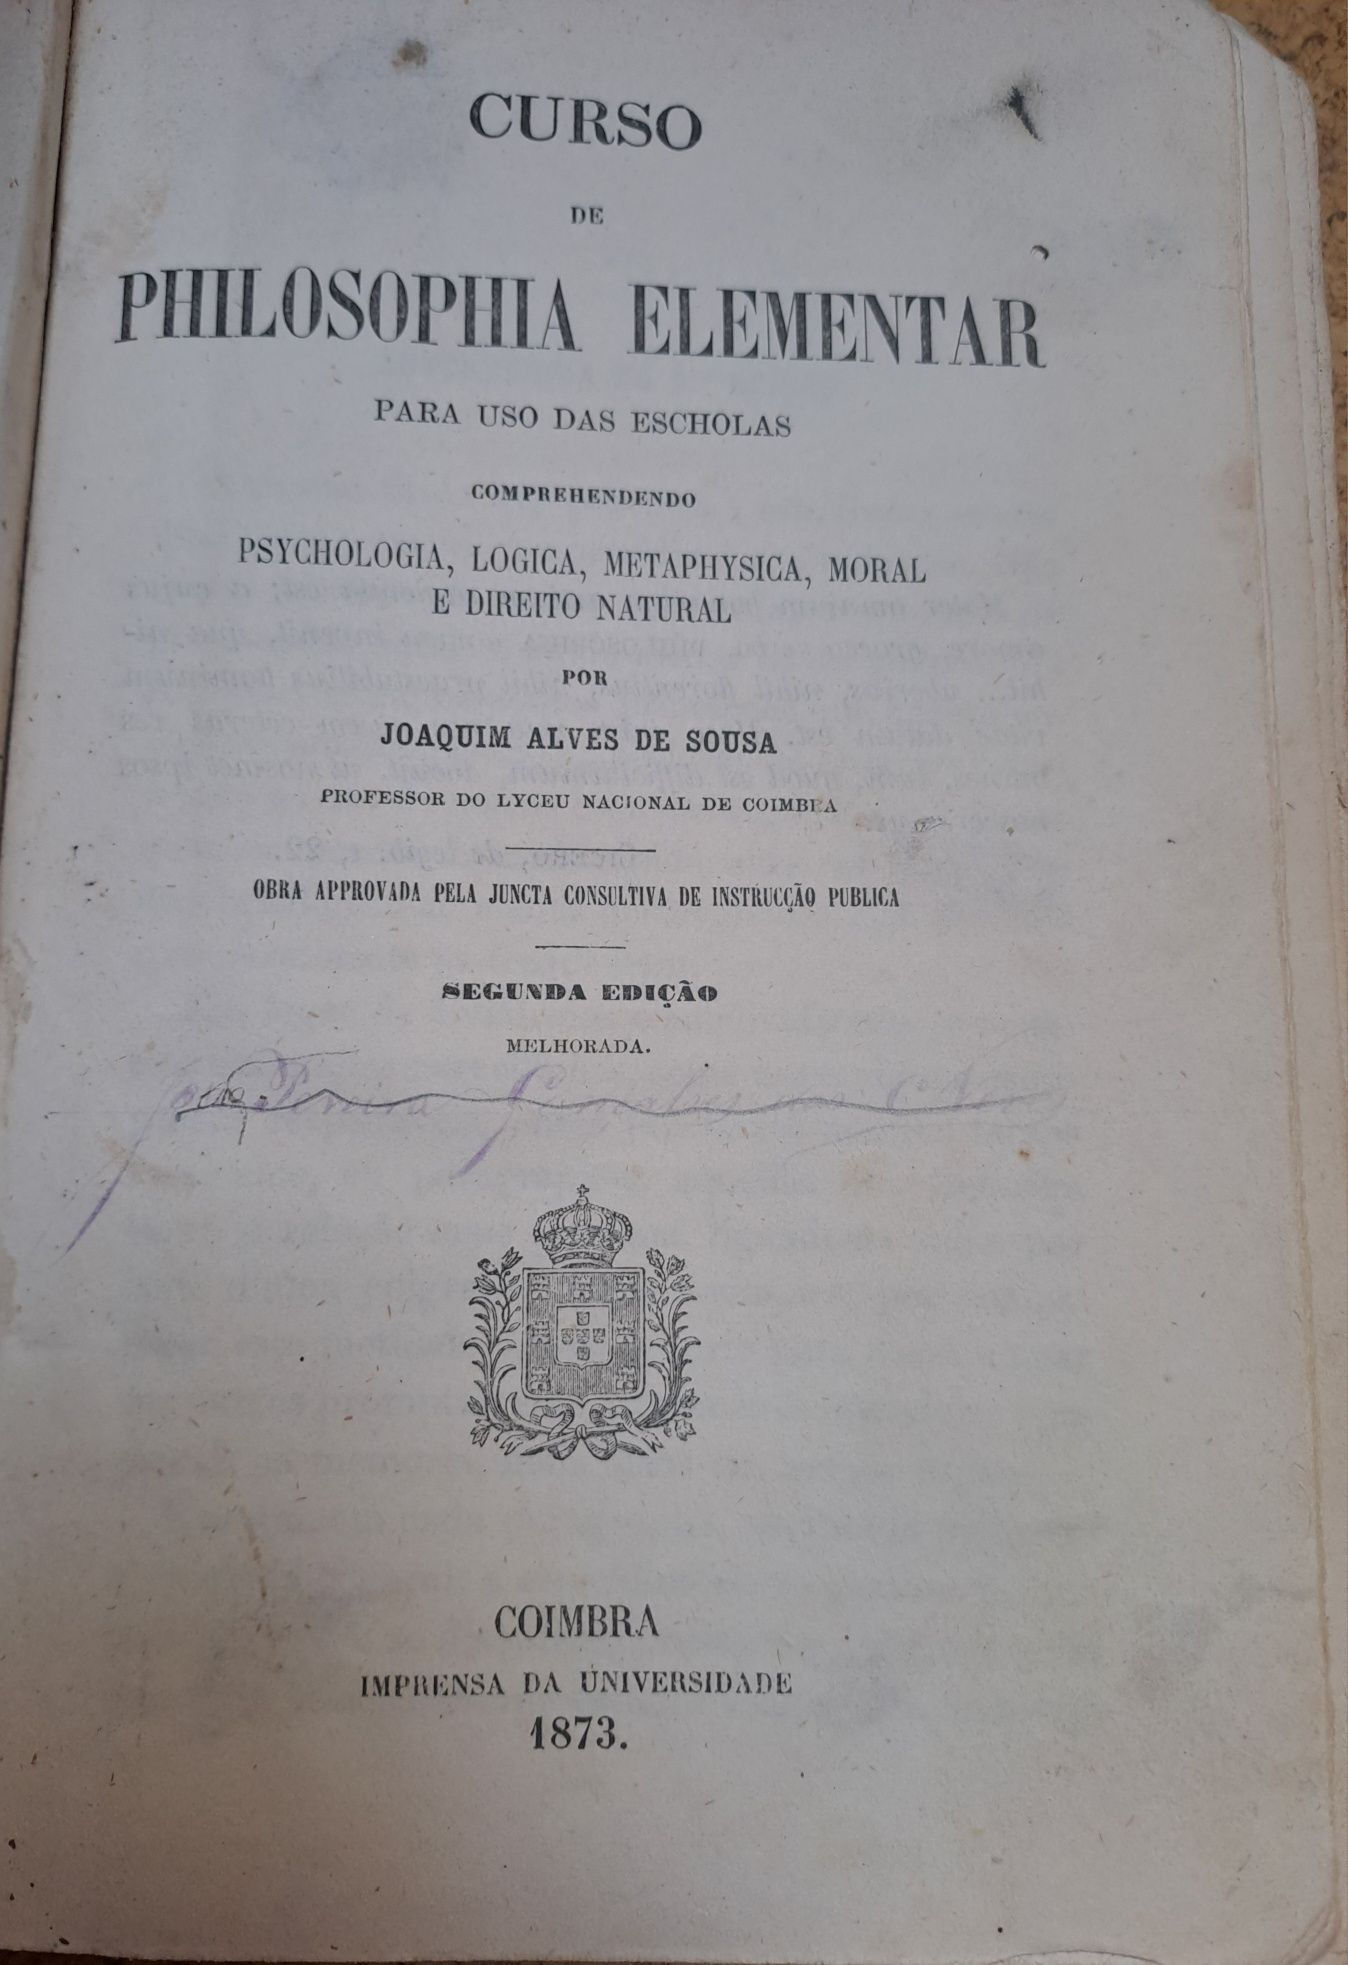 CURSO
DE
PHILOSOPHIA ELEMENTAR
PARA USO DAS ESCHOLAS
COMPREHENDENDO
PSYCHOLOGIA, LOGICA, METAPHYSICA, MORAL
E DIREITO NATURAL
POR
JOAQUIM ALVES DE SOUSA
PROFESSOR DO LYCEU NACIONAL DE COIMBRA
OBRA APPROVADA PELA JUNCTA CONSULTIVA DE INSTRUCÇÃO PUBLICA
SEGUNDA EDIÇÃO
MELHORADA.
Pereira
COIMBRA
IMPRENSA DA UNIVERSIDADE
1873.